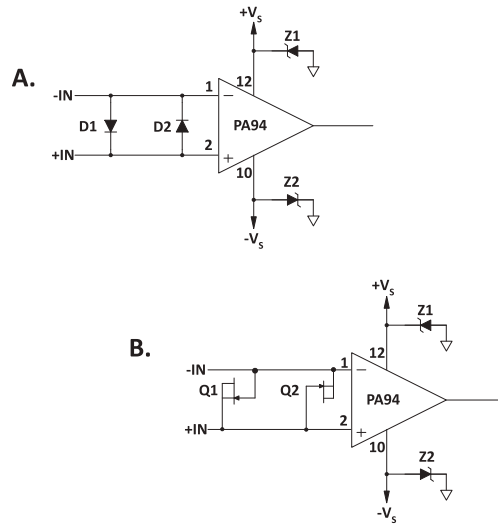 +VS
Z1
A.
12
-IN
1
−
D1
D2
PA94
+IN
2
+
10
Z2
-VS
+VS
Z1
B.
12
-IN
1
−
Q1
Q2
PA94
+IN
2
+
10
Z2
-VS